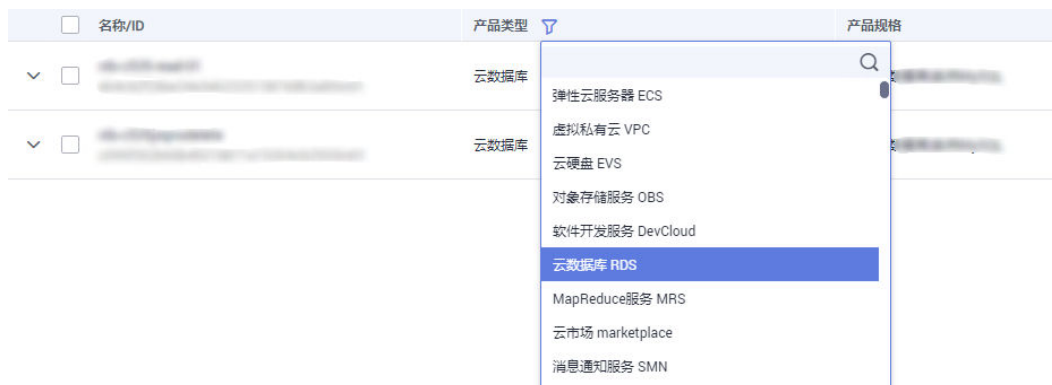 名称/ID 产品类型 产品规格
云数据库
云数据库
弹性云服务器 ECS
虚拟私有云 VPC
云硬盘 EVS
对象存储服务 OBS
软件开发服务 DevCloud
云数据库 RDS
MapReduce服务 MRS
云市场 marketplace
消息通知服务 SMN